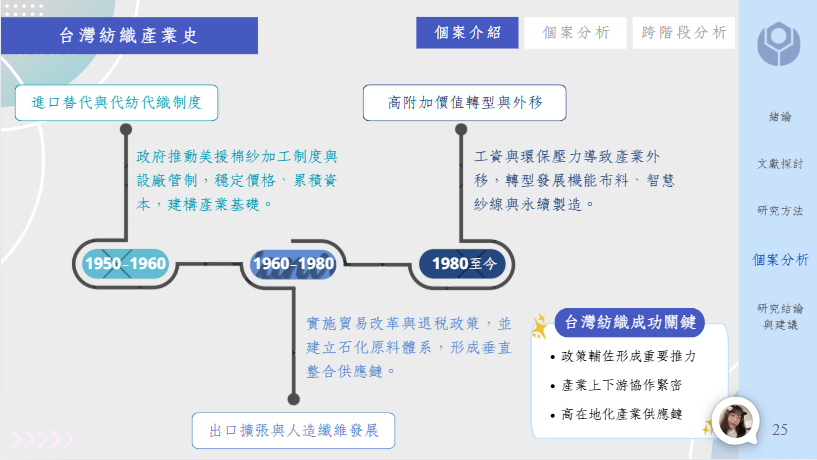 台灣紡織產業史
個案介紹
個案分析
跨階段分析
進口替代與代紡代織制度
政府推動美援棉紗加工制度與
設廠管制，穩定價格、累積資
本，建構產業基礎。
高附加價值轉型與外移
工資與環保壓力導致產業外
移，轉型發展機能布料、智慧
紗線與永續製造。
1950–1960
1960–1980
1980至今
實施貿易改革與退稅政策，並
建立石化原料體系，形成垂直
整合供應鏈。
出口擴張與人造纖維發展
台灣紡織成功關鍵
• 政策輔佐形成重要推力
• 產業上下游協作緊密
• 高在地化產業供應鏈
緒論
文獻探討
研究方法
個案分析
研究結論
與建議
25